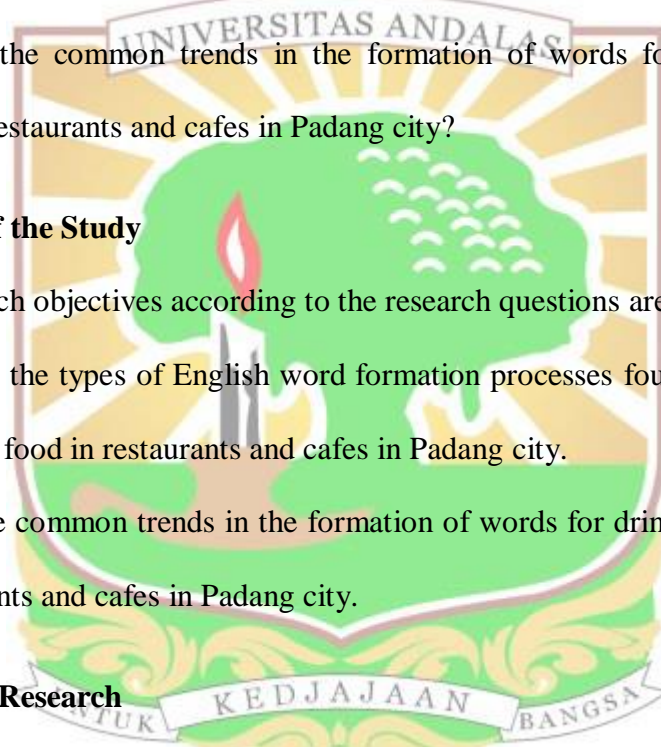 UNIVERSITAS ANDALAS
the common trends in the formation of words fo
estaurants and cafes in Padang city?
f the Study
ch objectives according to the research questions are
the types of English word formation processes fou
food in restaurants and cafes in Padang city.
e common trends in the formation of words for drin
nts and cafes in Padang city.
Research
NTUK KEDJAJAAN BANGSA